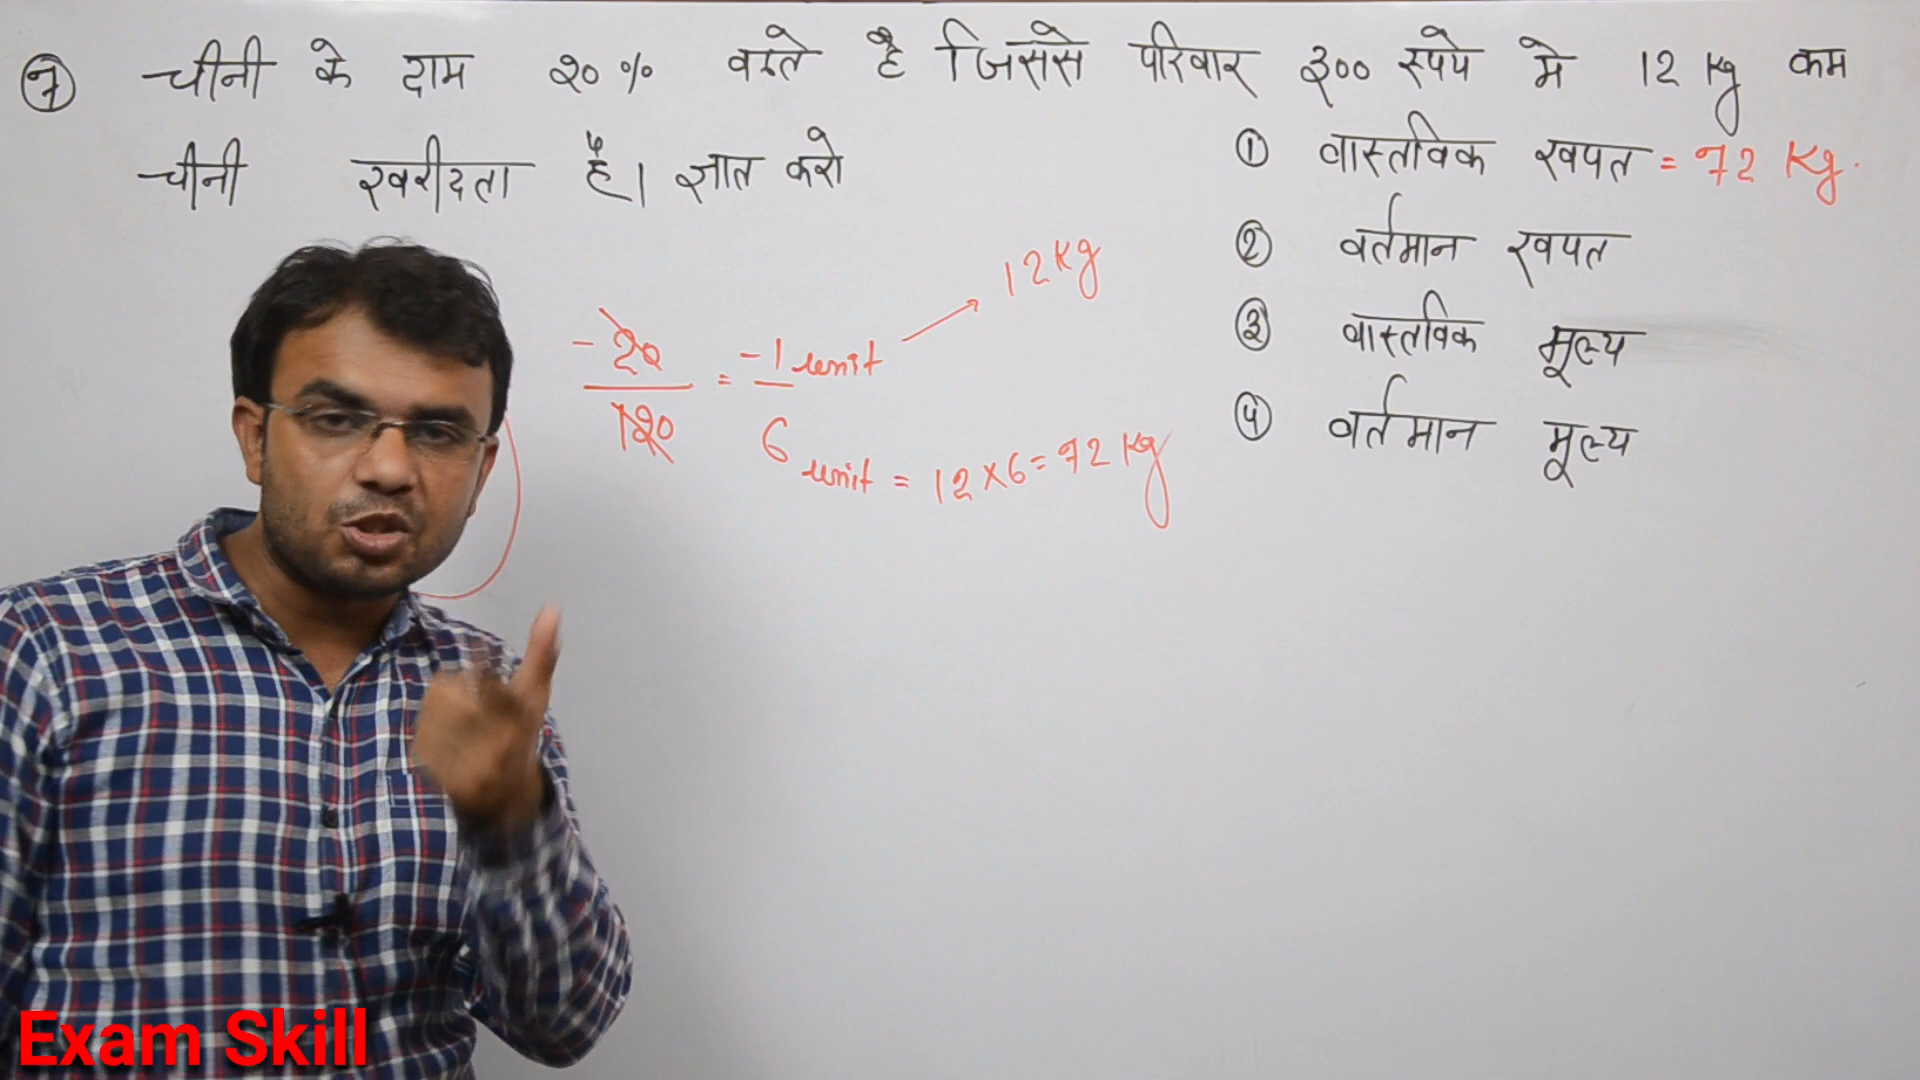 ⑦ चीनी के दाम २०% बढ़ते है जिससे परिवार ३०० रूपये मे 12 Kg कम
चीनी खरीदता है। ज्ञात करो
① वास्तविक खपत = 72 Kg.
② वर्तमान खपत
③ वास्तविक मूल्य
④ वर्तमान मूल्य
-20/120 = -1 unit → 12 Kg
6 unit = 12 × 6 = 72 Kg
Exam Skill